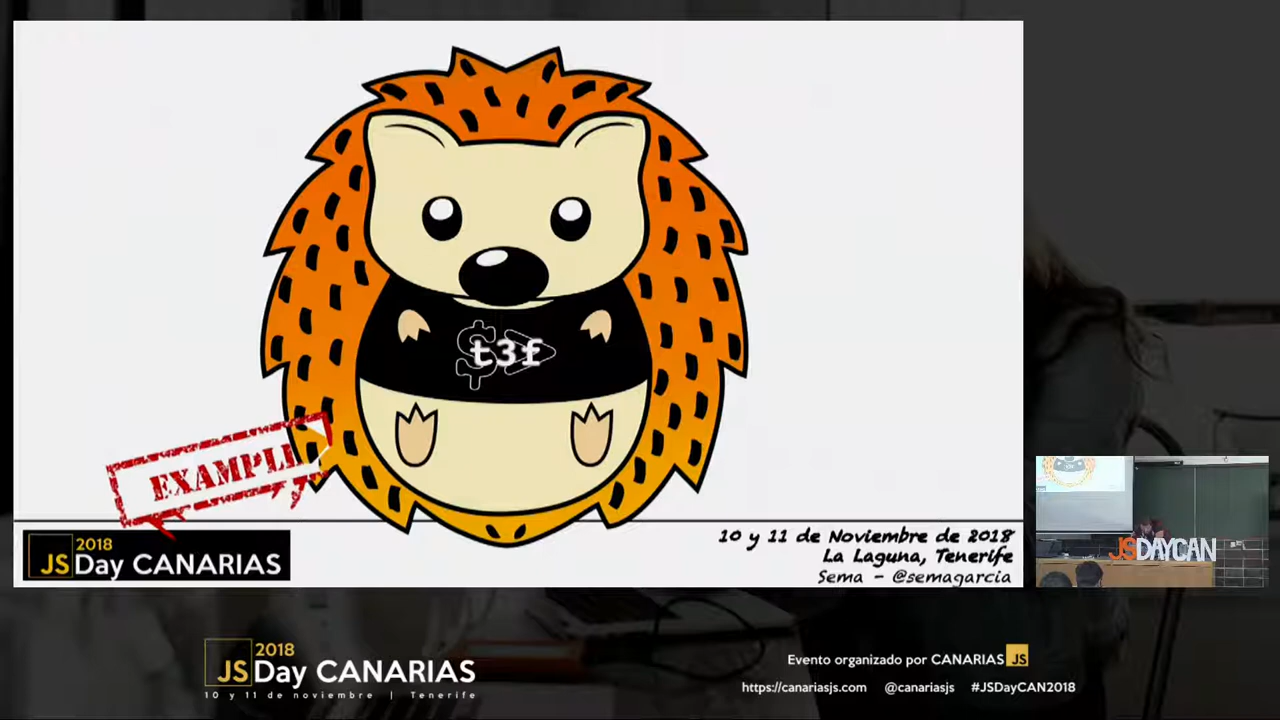 t3f
EXAMPLE
2018
JS Day CANARIAS
10 y 11 de Noviembre de 2018
La Laguna, Tenerife
Sema - @semagarcia
JSDAYCAN
2018
JS Day CANARIAS
10 y 11 de noviembre | Tenerife
Evento organizado por CANARIAS JS
https://canariasjs.com @canariasjs #JSDayCAN2018